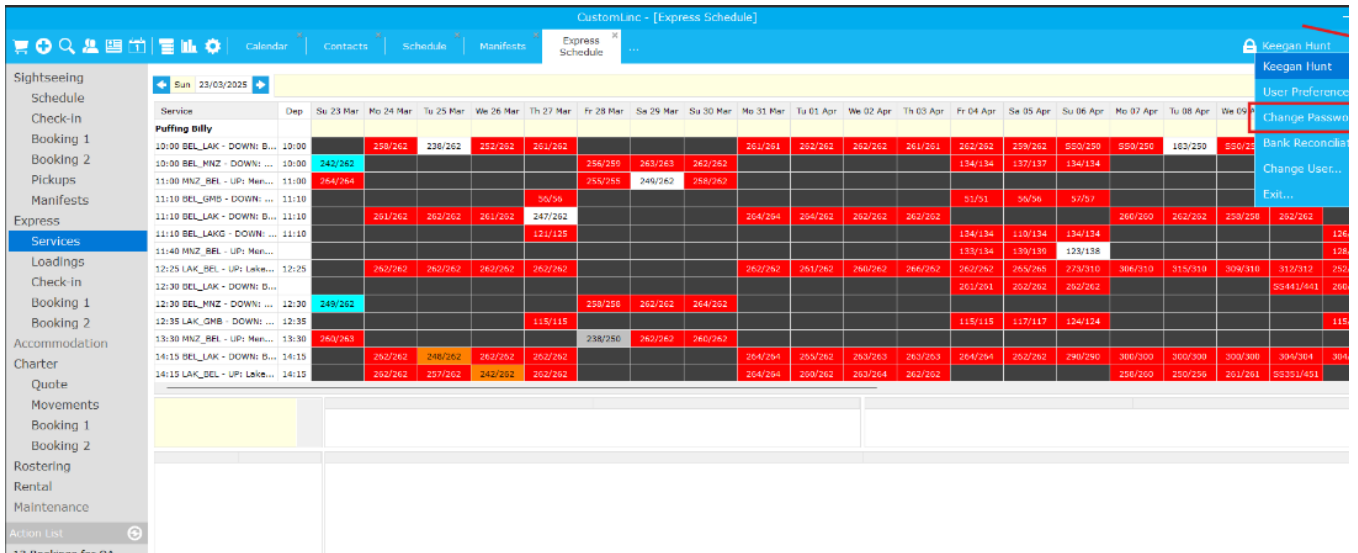 CustomLinc - [Express Schedule]
Calendar Contacts Schedule Manifests Express Schedule ... Keegan Hunt
Keegan Hunt
User Preference
Change Passwo
Bank Reconciliat
Change User...
Exit...
Sightseeing
Schedule
Check-in
Booking 1
Booking 2
Pickups
Manifests
Express
Services
Loadings
Check-in
Booking 1
Booking 2
Accommodation
Charter
Quote
Movements
Booking 1
Booking 2
Rostering
Rental
Maintenance
Action List
Sun 23/03/2025
Service Dep Su 23 Mar Mo 24 Mar Tu 25 Mar We 26 Mar Th 27 Mar Fr 28 Mar Sa 29 Mar Su 30 Mar Mo 31 Mar Tu 01 Apr We 02 Apr Th 03 Apr Fr 04 Apr Sa 05 Apr Su 06 Apr Mo 07 Apr Tu 08 Apr We 09
Puffing Billy
10:00 BEL_LAK - DOWN: B... 10:00 258/262 238/262 252/262 261/262 261/261 262/262 262/262 261/261 262/262 259/262 550/250 550/250 183/250 550/25
10:00 BEL_MNZ - DOWN: ... 10:00 242/262 256/259 263/263 262/262 134/134 137/137 134/134
11:00 MNZ_BEL - UP: Men... 11:00 264/264 255/255 249/262 258/262
11:10 BEL_GMB - DOWN: ... 11:10 56/56 51/51 56/56 57/57
11:10 BEL_LAK - DOWN: B... 11:10 261/262 262/262 261/262 247/262 264/264 264/262 262/262 262/262 260/260 262/262 258/258 262/262
11:10 BEL_LAKG - DOWN: ... 11:10 121/125 134/134 110/134 134/134 126/
11:40 MNZ_BEL - UP: Men... 133/134 139/139 123/138 128/
12:25 LAK_BEL - UP: Lake... 12:25 262/262 262/262 262/262 262/262 262/262 261/262 260/262 266/262 262/262 265/265 273/310 306/310 315/310 309/310 312/312 252/
12:30 BEL_LAK - DOWN: B... 261/261 262/262 262/262 SS441/441 260/
12:30 BEL_MNZ - DOWN: ... 12:30 249/262 258/258 262/262 264/262
12:35 LAK_GMB - DOWN: ... 12:35 115/115 115/115 117/117 124/124 115/
13:30 MNZ_BEL - UP: Men... 13:30 260/263 238/250 262/262 260/262
14:15 BEL_LAK - DOWN: B... 14:15 262/262 248/262 262/262 262/262 264/264 265/262 263/263 263/263 264/264 262/262 290/290 300/300 300/300 300/300 304/304 304/
14:15 LAK_BEL - UP: Lake... 14:15 262/262 257/262 242/262 262/262 264/264 260/262 263/264 262/262 258/260 250/256 261/261 SS351/451